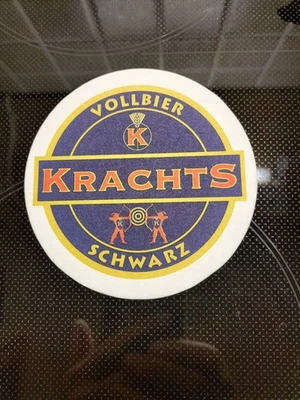 VOLLBIER
K
KRACHTS
K K
SCHWARZ